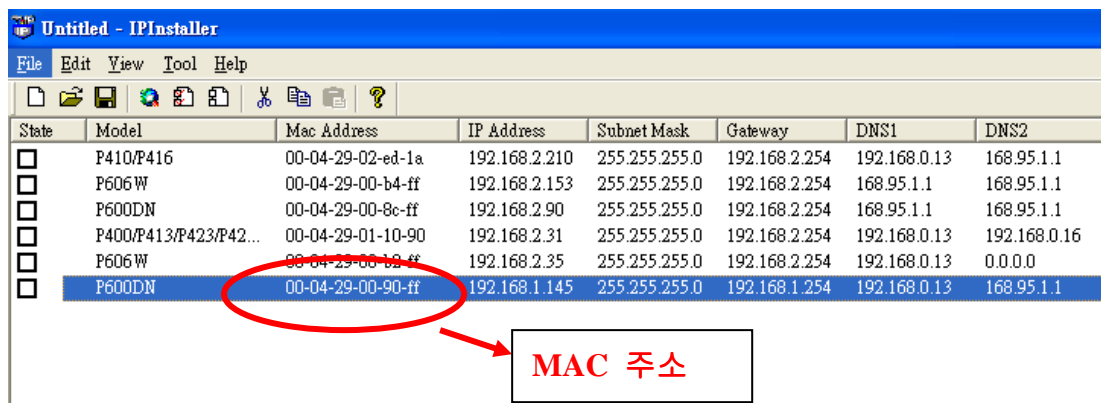 Untitled - IPInstaller
File Edit View Tool Help
State Model Mac Address IP Address Subnet Mask Gateway DNS1 DNS2
P410/P416 00-04-29-02-ed-1a 192.168.2.210 255.255.255.0 192.168.2.254 192.168.0.13 168.95.1.1
P606W 00-04-29-00-b4-ff 192.168.2.153 255.255.255.0 192.168.2.254 168.95.1.1 168.95.1.1
P600DN 00-04-29-00-8c-ff 192.168.2.90 255.255.255.0 192.168.2.254 168.95.1.1 168.95.1.1
P400/P413/P423/P42... 00-04-29-01-10-90 192.168.2.31 255.255.255.0 192.168.2.254 192.168.0.13 192.168.0.16
P606W 00-04-29-00-b2-ff 192.168.2.35 255.255.255.0 192.168.2.254 192.168.0.13 0.0.0.0
P600DN 00-04-29-00-90-ff 192.168.1.145 255.255.255.0 192.168.1.254 192.168.0.13 168.95.1.1
MAC 주소